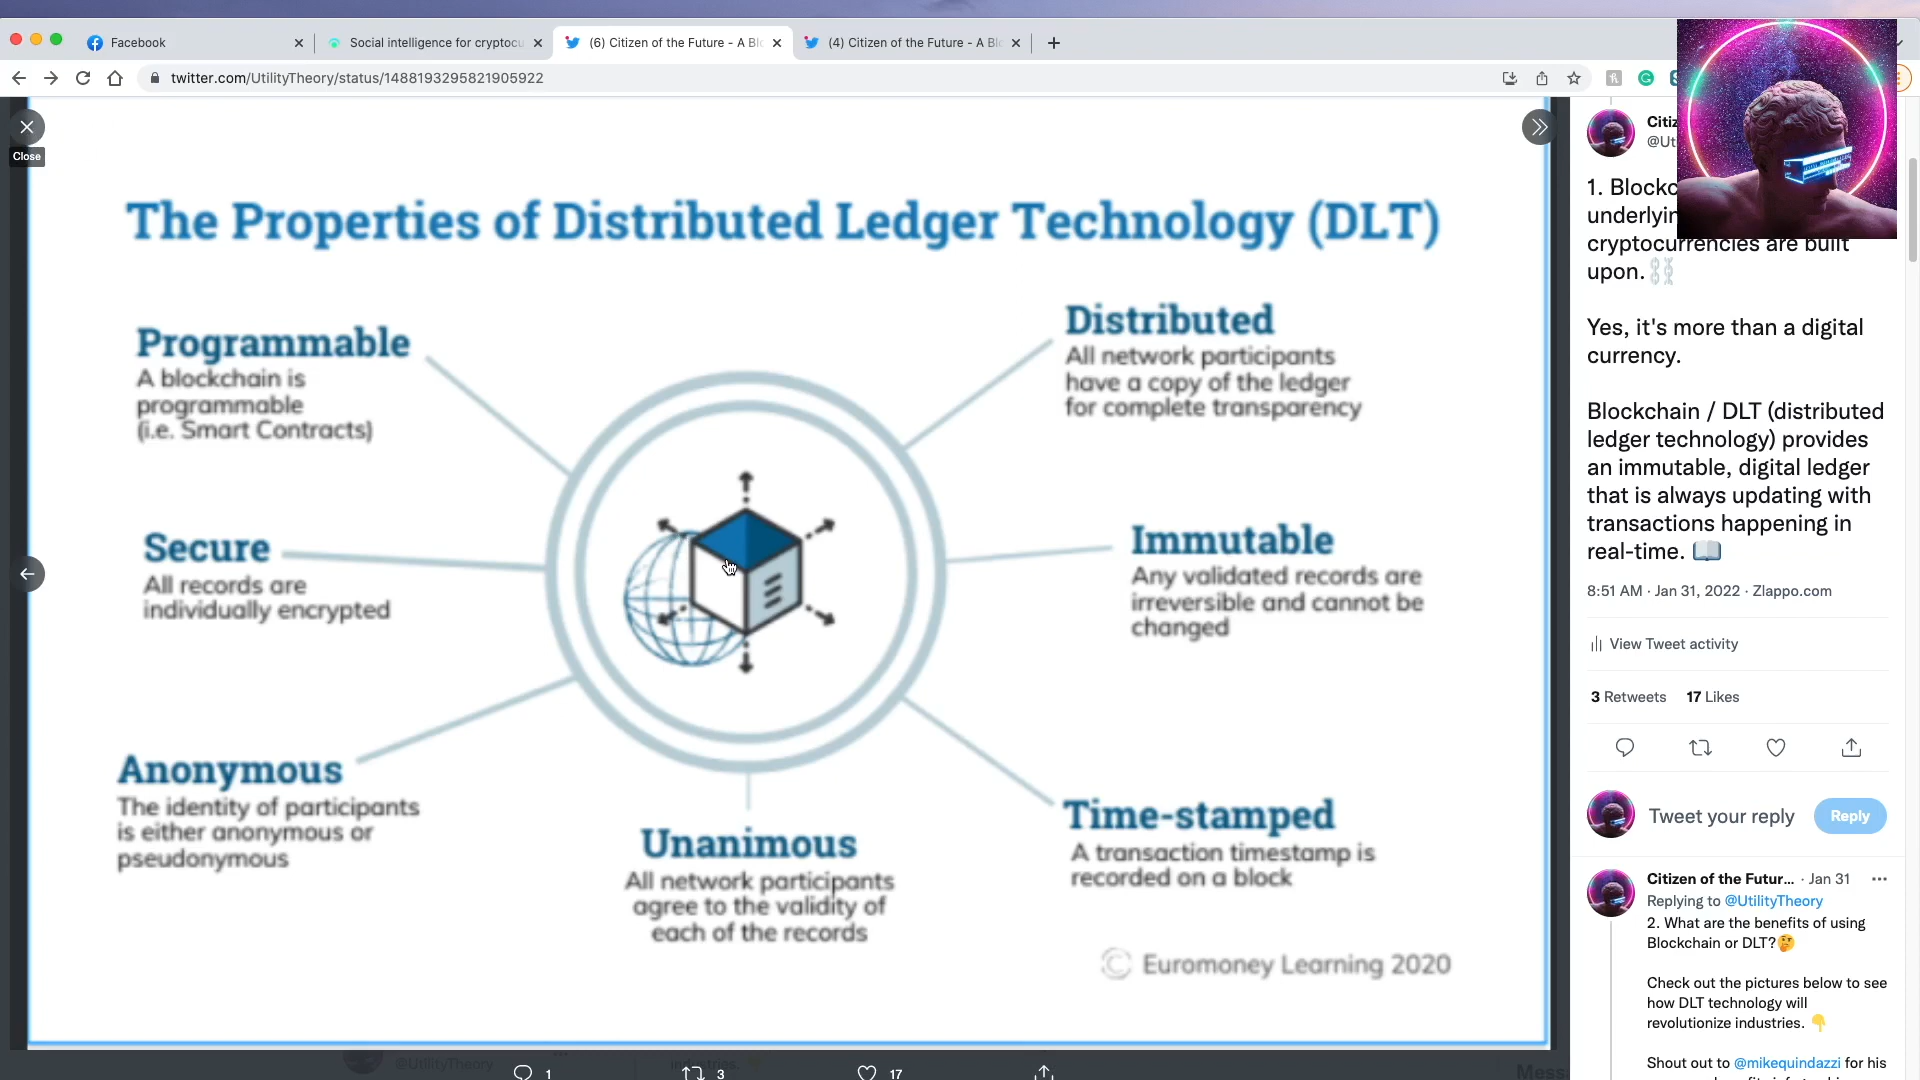 Facebook
Social intelligence for cryptocu
(6) Citizen of the Future - A Blo
(4) Citizen of the Future - A Blo
twitter.com/UtilityTheory/status/1488193295821905922
Close
The Properties of Distributed Ledger Technology (DLT)
Programmable
A blockchain is
programmable
(i.e. Smart Contracts)
Distributed
All network participants
have a copy of the ledger
for complete transparency
Secure
All records are
individually encrypted
Immutable
Any validated records are
irreversible and cannot be
changed
Anonymous
The identity of participants
is either anonymous or
pseudonymous
Unanimous
All network participants
agree to the validity of
each of the records
Time-stamped
A transaction timestamp is
recorded on a block
© Euromoney Learning 2020
@UtilityTheory
industries.
1
3
17
Citiz
@Ut
1. Blockc
underlyin
cryptocurrencies are built
upon. ⛓️
Yes, it's more than a digital
currency.
Blockchain / DLT (distributed
ledger technology) provides
an immutable, digital ledger
that is always updating with
transactions happening in
real-time. 📖
8:51 AM · Jan 31, 2022 · Zlappo.com
View Tweet activity
3 Retweets 17 Likes
Tweet your reply
Reply
Citizen of the Futur... · Jan 31
Replying to @UtilityTheory
2. What are the benefits of using
Blockchain or DLT?🤔
Check out the pictures below to see
how DLT technology will
revolutionize industries. 👇
Shout out to @mikequindazzi for his
Messa